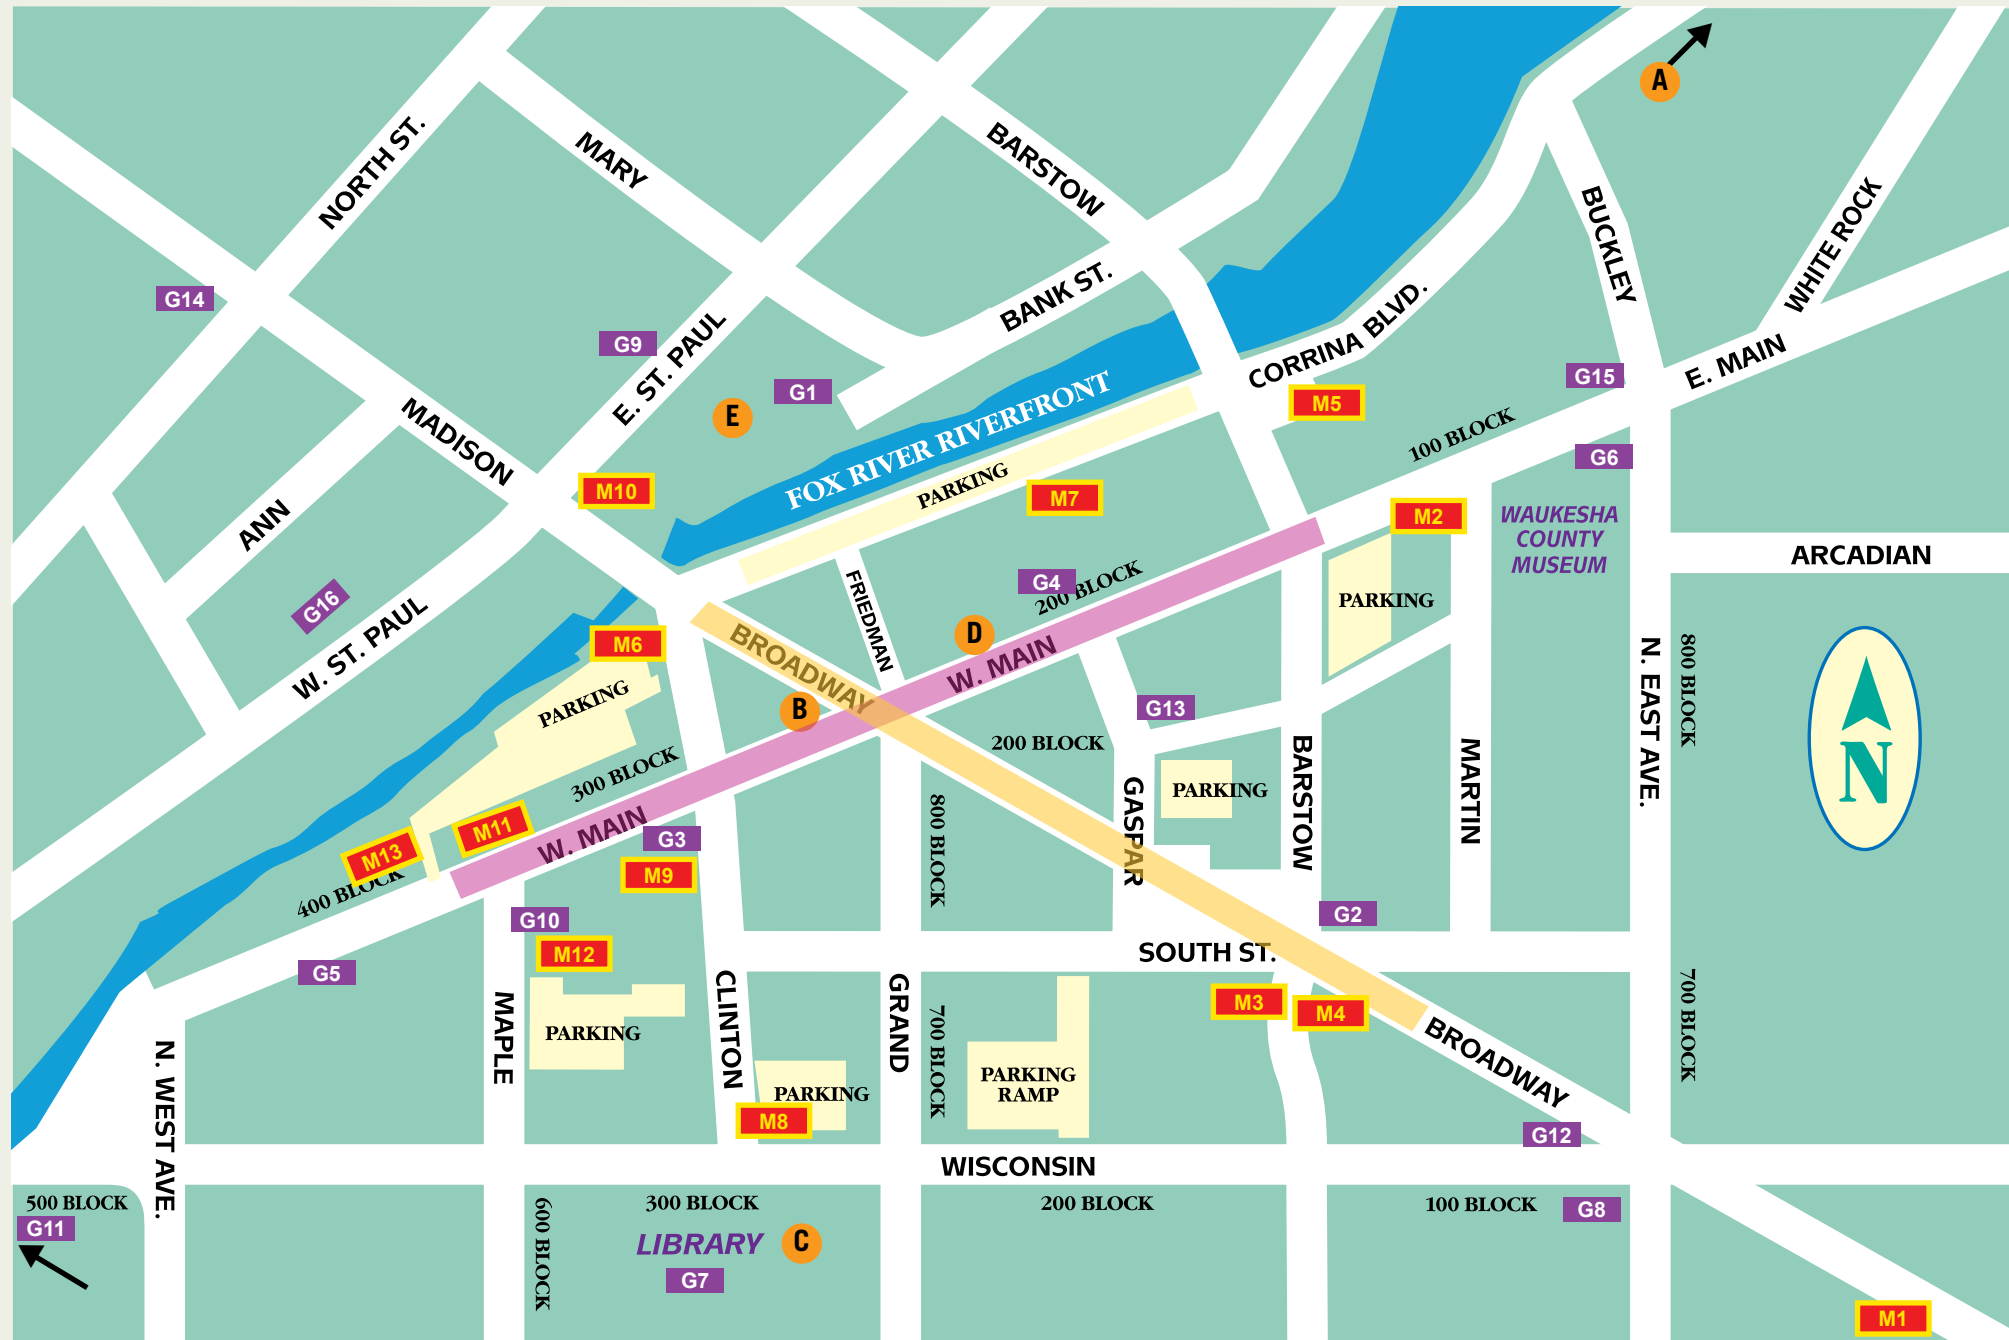 A
NORTH ST.
MARY
BARSTOW
BUCKLEY
WHITE ROCK
G14
G9
E. ST. PAUL
BANK ST.
CORRINA BLVD.
E. MAIN
G1
G15
E
M5
100 BLOCK
MADISON
FOX RIVER RIVERFRONT
G6
M10
PARKING
M7
M2
ANN
WAUKESHA
COUNTY
MUSEUM
ARCADIAN
G16
W. ST. PAUL
FRIEDMAN
G4
200 BLOCK
PARKING
M6
BROADWAY
D
W. MAIN
N. EAST AVE.
800 BLOCK
PARKING
B
G13
200 BLOCK
N
300 BLOCK
GASPAR
PARKING
BARSTOW
MARTIN
M13
M11
W. MAIN
G3
800 BLOCK
400 BLOCK
M9
G10
G2
M12
SOUTH ST.
G5
MAPLE
CLINTON
GRAND
700 BLOCK
M3
M4
700 BLOCK
PARKING
PARKING
RAMP
BROADWAY
N. WEST AVE.
PARKING
M8
G12
WISCONSIN
500 BLOCK
G11
600 BLOCK
300 BLOCK
200 BLOCK
100 BLOCK
G8
LIBRARY
C
G7
M1